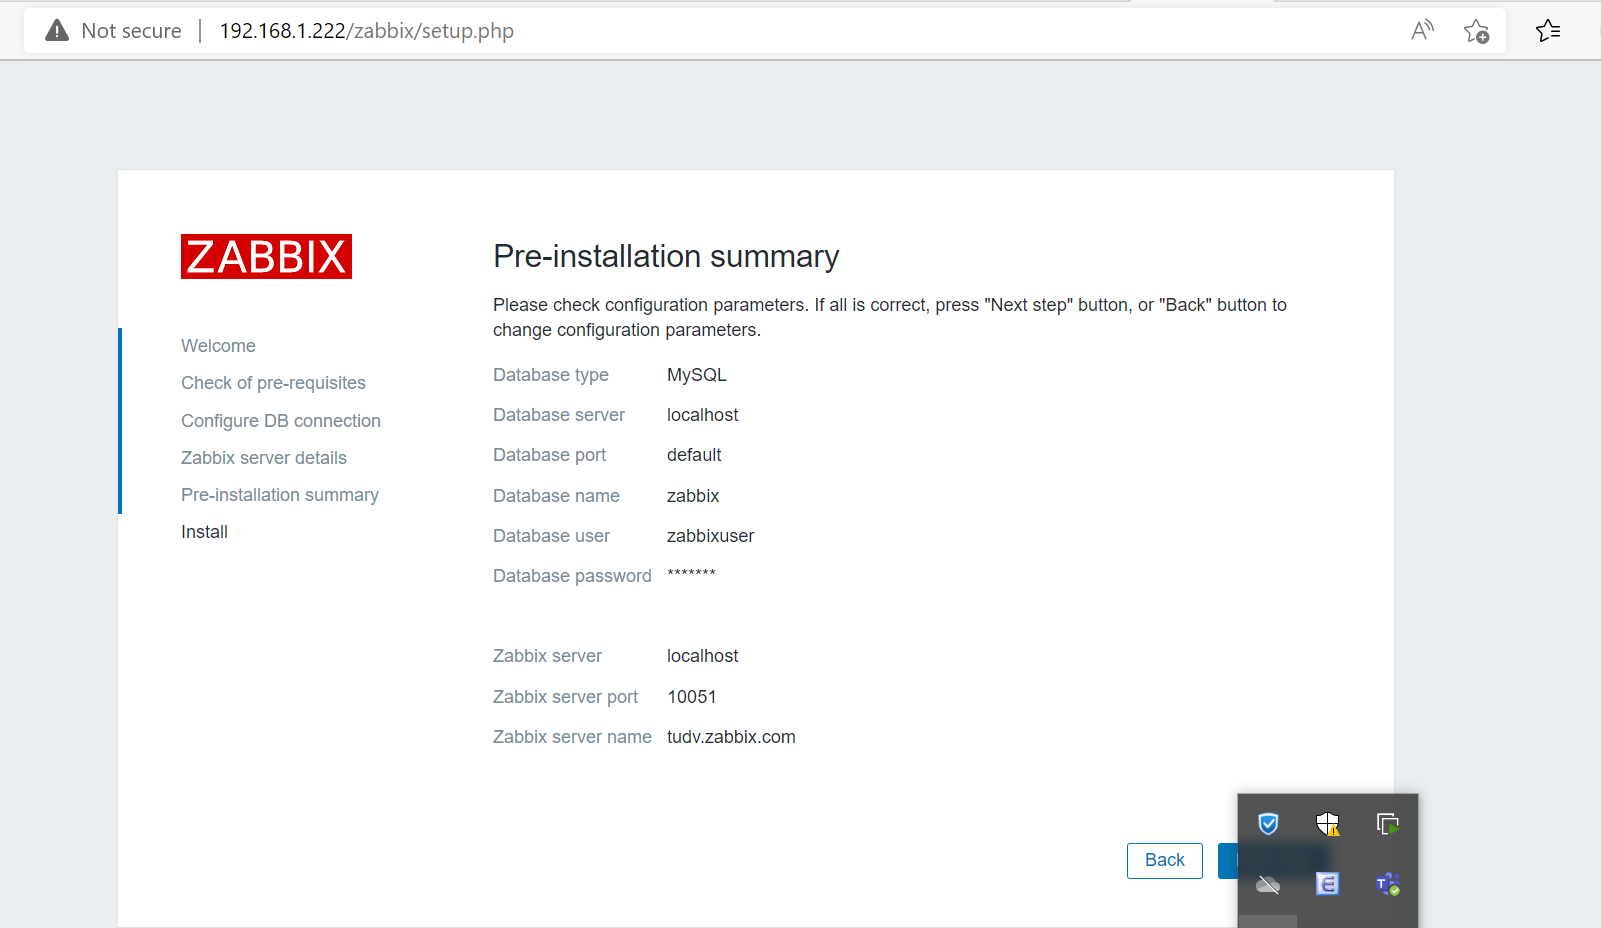 Not secure | 192.168.1.222/zabbix/setup.php
ZABBIX
Welcome
Check of pre-requisites
Configure DB connection
Zabbix server details
Pre-installation summary
Install
Pre-installation summary
Please check configuration parameters. If all is correct, press "Next step" button, or "Back" button to
change configuration parameters.
Database type MySQL
Database server localhost
Database port default
Database name zabbix
Database user zabbixuser
Database password *******
Zabbix server localhost
Zabbix server port 10051
Zabbix server name tudv.zabbix.com
Back